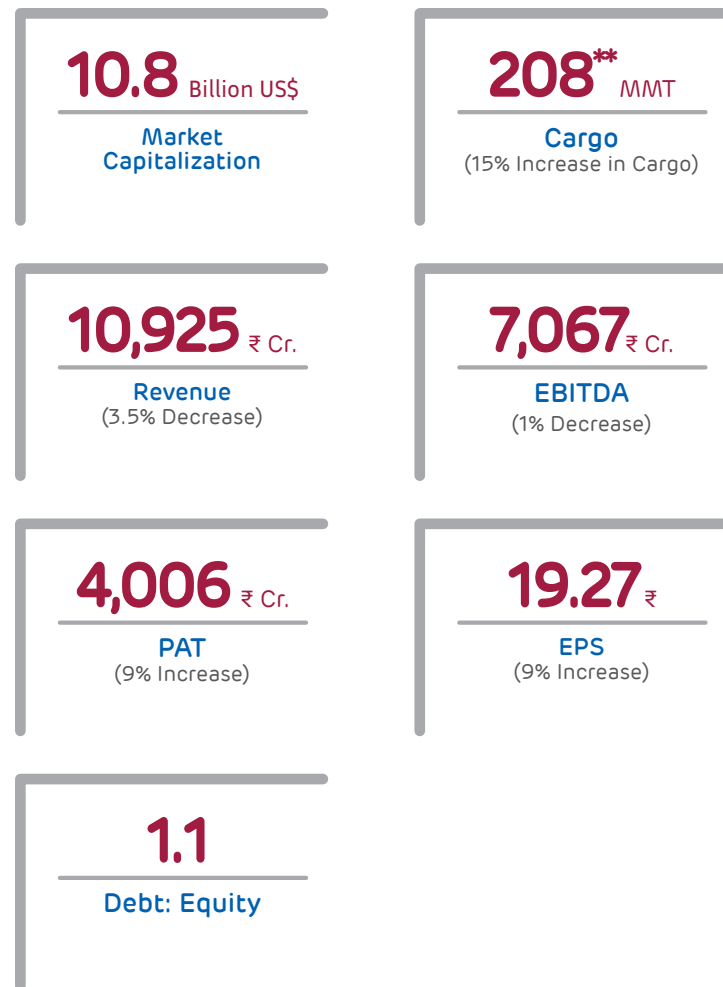 10.8 Billion US$
Market
Capitalization
208** MMT
Cargo
(15% Increase in Cargo)
10,925 ₹ Cr.
Revenue
(3.5% Decrease)
7,067 ₹ Cr.
EBITDA
(1% Decrease)
4,006 ₹ Cr.
PAT
(9% Increase)
19.27 ₹
EPS
(9% Increase)
1.1
Debt: Equity